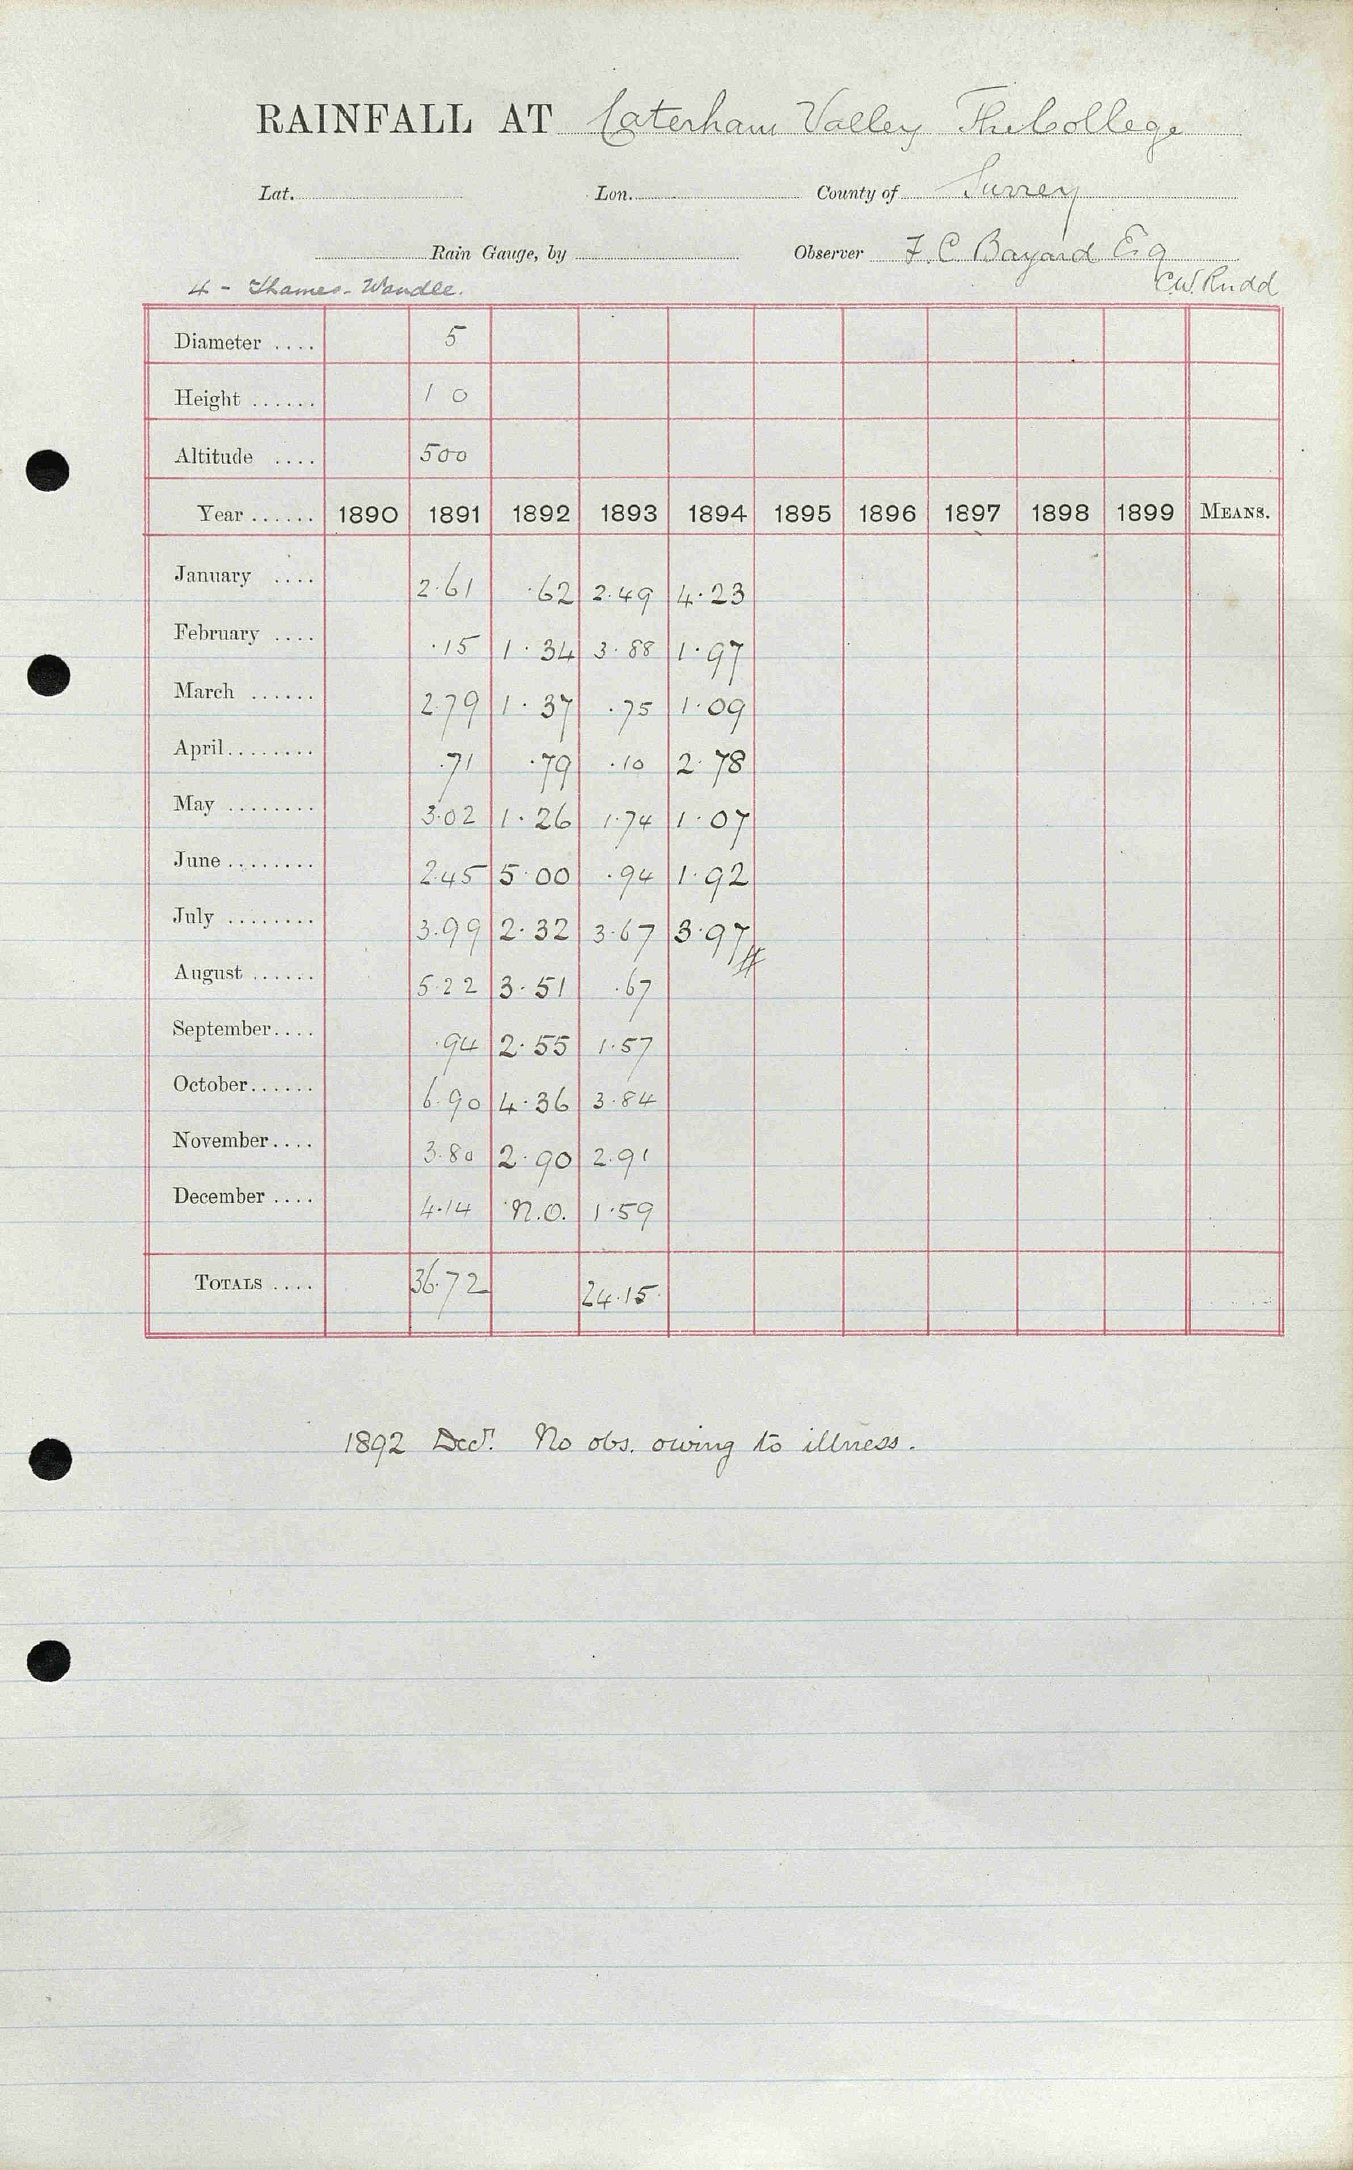 RAINFALL AT Caterham Valley The College
Lat. Lon. County of Surrey
Rain Gauge, by Observer F. C Bayard Esq
4 - Thames - Wandle. C.W. Rudd
Diameter .... 5
Height ...... 1 0
Altitude .... 500
Year ...... 1890 1891 1892 1893 1894 1895 1896 1897 1898 1899 MEANS.
January .... 2.61 .62 2.49 4.23
February .... .15 1.34 3.88 1.97
March ...... 2.79 1.37 .75 1.09
April........ .71 .79 .10 2.78
May ........ 3.02 1.26 1.74 1.07
June ........ 2.45 5.00 .94 1.92
July ........ 3.99 2.32 3.67 3.97
August ...... 5.22 3.51 .67
September.... .94 2.55 1.57
October...... 6.90 4.36 3.84
November.... 3.80 2.90 2.91
December .... 4.14 N.O. 1.59
TOTALS .... 36.72 24.15
1892 Decr. No obs. owing to illness.